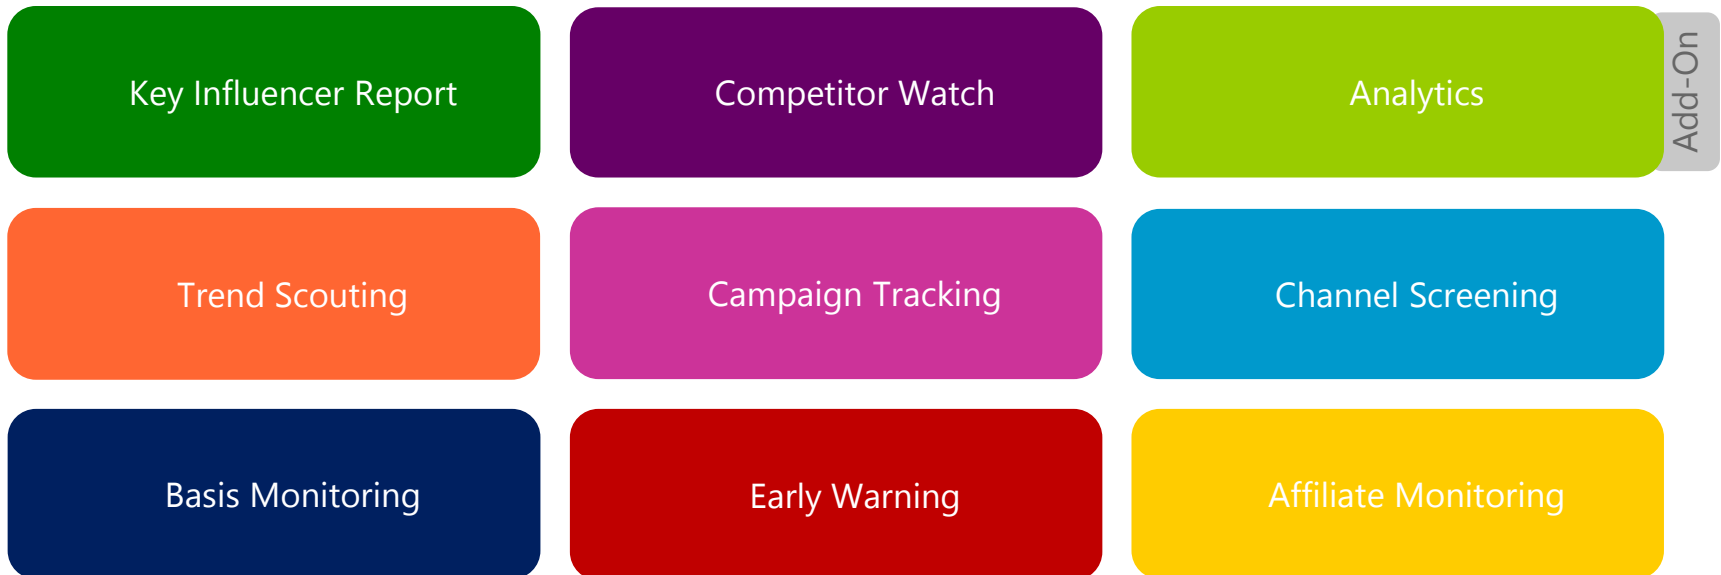 Key Influencer Report
Competitor Watch
Analytics
Add-On
Trend Scouting
Campaign Tracking
Channel Screening
Basis Monitoring
Early Warning
Affiliate Monitoring